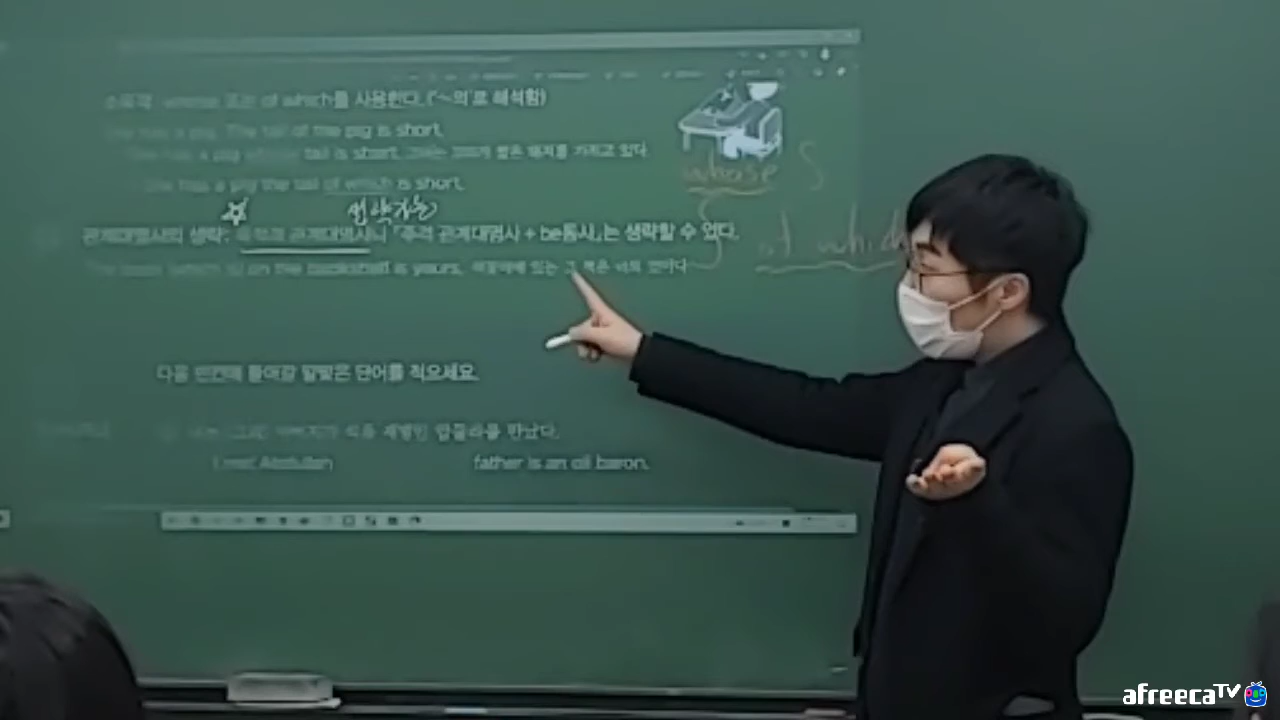 소유격: whose 또는 of which를 사용한다. ('~의'로 해석함)
She has a pig. The tail of the pig is short.
She has a pig whose tail is short. 그녀는 꼬리가 짧은 돼지를 가지고 있다.
She has a pig the tail of which is short.
whose
선행사는
관계대명사의 생략: 목적격 관계대명사나 「주격 관계대명사 + be동사」는 생략할 수 있다.
of which
The book (which is) on the bookshelf is yours. 책꽂이에 있는 그 책은 너의 것이다
다음 빈칸에 들어갈 알맞은 단어를 적으세요.
나는 그의 아버지가 석유 재벌인 압둘라를 만났다.
I met Abdullah
father is an oil baron.
afreecaTV